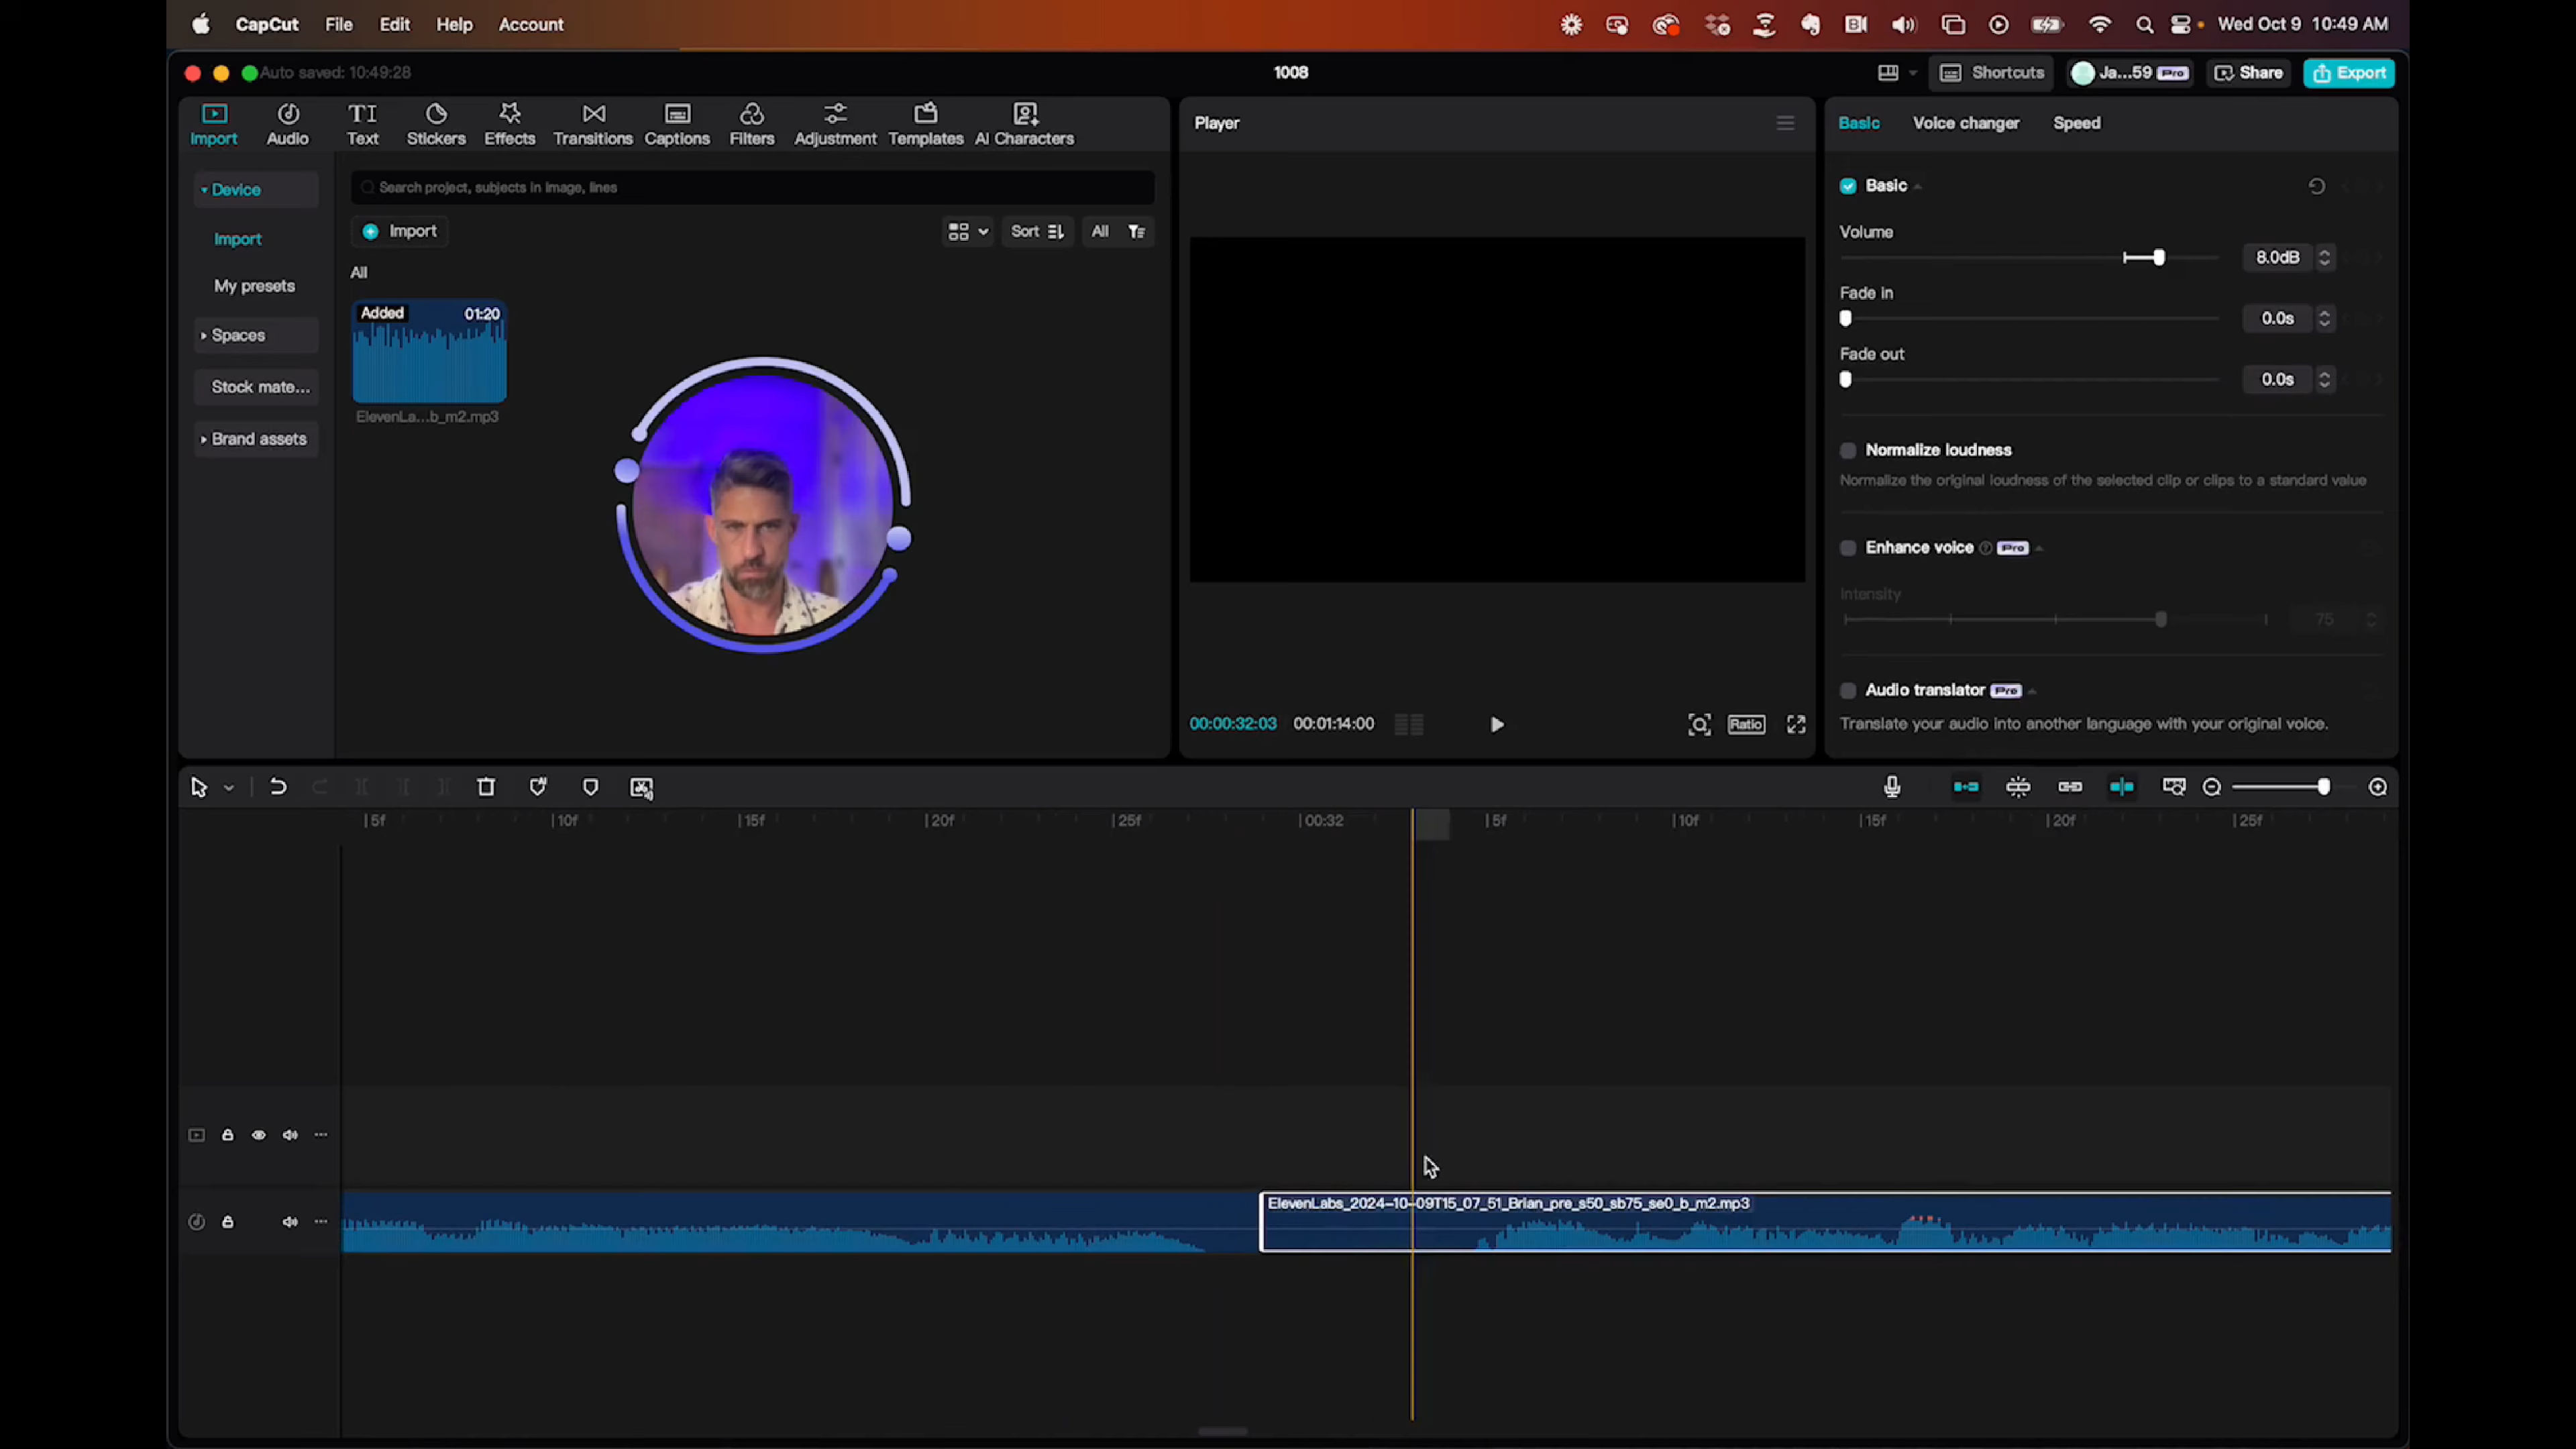 CapCut File Edit Help Account Wed Oct 9 10:49 AM
Auto saved: 10:49:28 1008 Shortcuts Ja...59 Pro Share Export
Import Audio Text Stickers Effects Transitions Captions Filters Adjustment Templates AI Characters
Device
Import
My presets
Spaces
Stock mate...
Brand assets
Search project, subjects in image, lines
Import Sort All
All
Added 01:20
ElevenLa...b_m2.mp3
Player
00:00:32:03 00:01:14:00 Ratio
Basic Voice changer Speed
Basic
Volume
8.0dB
Fade in
0.0s
Fade out
0.0s
Normalize loudness
Normalize the original loudness of the selected clip or clips to a standard value
Enhance voice Pro
Intensity
75
Audio translator Pro
Translate your audio into another language with your original voice.
5f 10f 15f 20f 25f 00:32 5f 10f 15f 20f 25f
ElevenLabs_2024-10-09T15_07_51_Brian_pre_s50_sb75_se0_b_m2.mp3